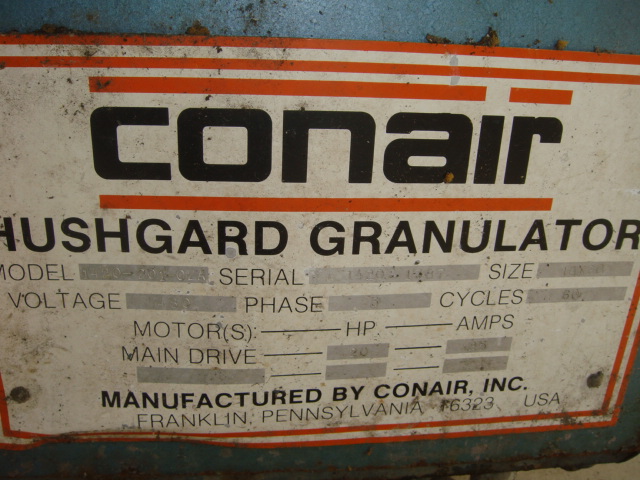 conair
HUSHGARD GRANULATOR
MODEL SERIAL SIZE
VOLTAGE PHASE CYCLES 60
MOTOR(S): HP AMPS
MAIN DRIVE
MANUFACTURED BY CONAIR, INC.
FRANKLIN, PENNSYLVANIA 16323 USA